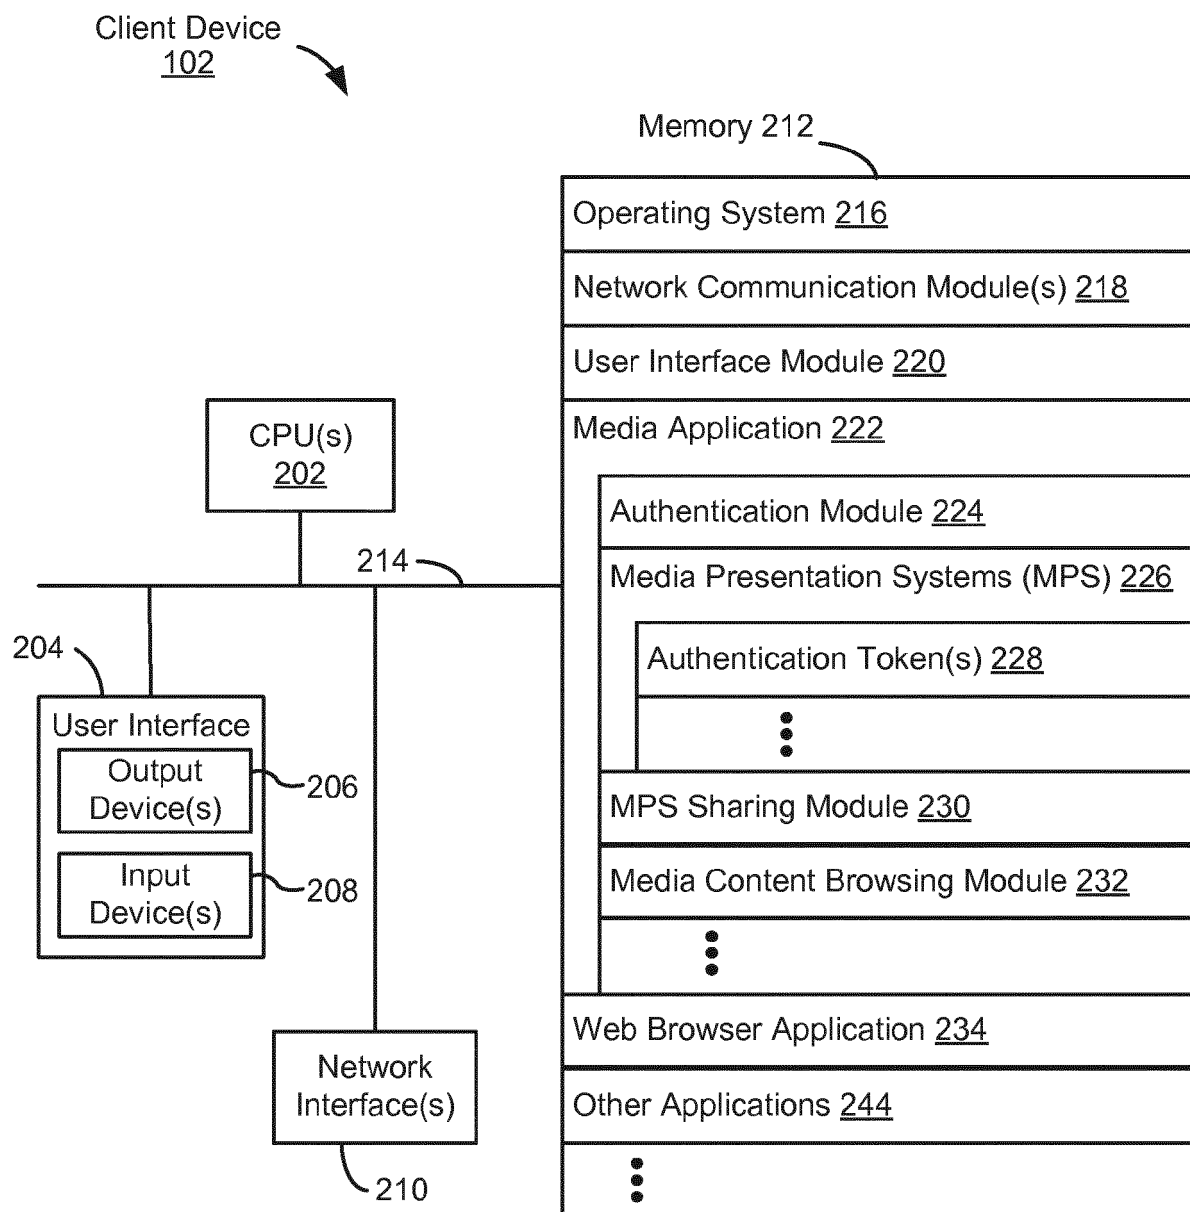 Client Device
102
Memory 212
Operating System 216
Network Communication Module(s) 218
User Interface Module 220
Media Application 222
Authentication Module 224
Media Presentation Systems (MPS) 226
Authentication Token(s) 228
MPS Sharing Module 230
Media Content Browsing Module 232
Web Browser Application 234
Other Applications 244
CPU(s)
202
214
204
User Interface
Output
Device(s)
206
Input
Device(s)
208
Network
Interface(s)
210